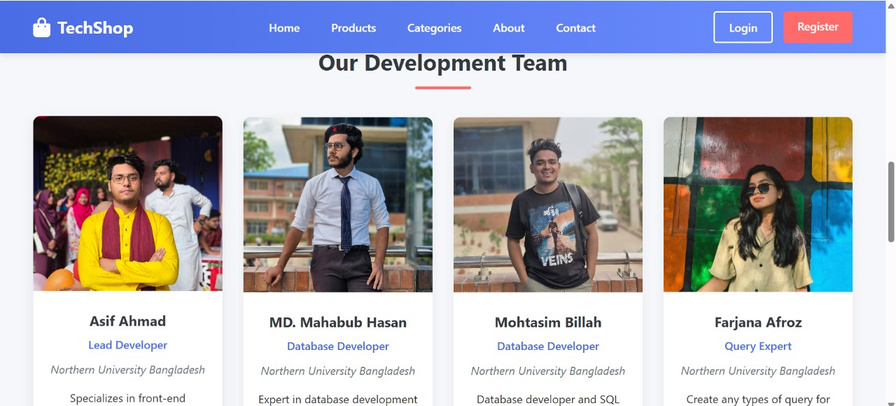 TechShop
Home Products Categories About Contact
Login Register
Our Development Team
VEINS
Asif Ahmad
Lead Developer
Northern University Bangladesh
Specializes in front-end
MD. Mahabub Hasan
Database Developer
Northern University Bangladesh
Expert in database development
Mohtasim Billah
Database Developer
Northern University Bangladesh
Database developer and SQL
Farjana Afroz
Query Expert
Northern University Bangladesh
Create any types of query for